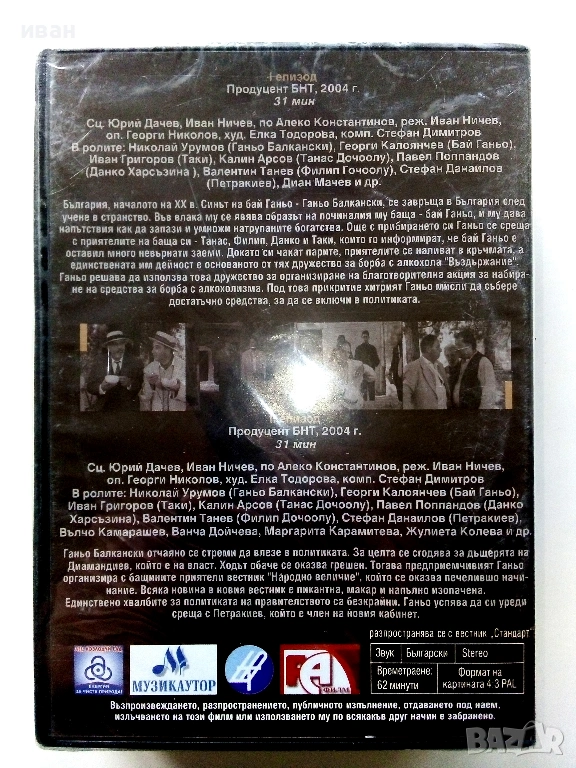 иван
I епизод
Продуцент БНТ, 2004 г.
31 мин
Сц. Юрий Дачев, Иван Ничев, по Алеко Константинов, реж. Иван Ничев,
оп. Георги Николов, худ. Елка Тодорова, комп. Стефан Димитров
В ролите: Николай Урумов (Ганьо Балкански), Георги Калоянчев (Бай Ганьо),
Иван Григоров (Таки), Калин Арсов (Танас Дочоолу), Павел Поппандов
(Данко Харсъзина ), Валентин Танев (Филип Гочоолу), Стефан Данаилов
(Петракиев), Диан Мачев и др.
България, началото на XX в. Синът на бай Ганьо - Ганьо Балкански, се завръща в България след
учене в странство. Във влака му се явява образът на починалия му баща - бай Ганьо, и му дава
напътствия как да запази и умножи натрупаните богатства. Още с прибирането си Ганьо се среща
с приятелите на баща си - Танас, Филип, Данко и Таки, които го информират, че бай Ганьо е
оставил много невърнати заеми. Докато си чакат парите, приятелите се наливат в кръчмата, а
единствената им дейност е основаното от тях дружество за борба с алкохола "Въздържание".
Ганьо решава да използва това дружество за организиране на благотворителна акция за набира-
не на средства за борба с алкохолизма. Под това прикритие хитрият Ганьо мисли да събере
достатъчно средства, за да се включи в политиката.
епизод
Продуцент БНТ, 2004 г.
31 мин
Сц. Юрий Дачев, Иван Ничев, по Алеко Константинов, реж. Иван Ничев,
оп. Георги Николов, худ. Елка Тодорова, комп. Стефан Димитров
В ролите: Николай Урумов (Ганьо Балкански), Георги Калоянчев (Бай Ганьо),
Иван Григоров (Таки), Калин Арсов (Танас Дочоолу), Павел Поппандов (Данко
Харсъзина), Валентин Танев (Филип Дочоолу), Стефан Данаилов (Петракиев),
Вълчо Камарашев, Ванча Дойчева, Маргарита Карамитева, Жулиета Колева и др.
Ганьо Балкански отчаяно се стреми да влезе в политиката. За целта се сгодява за дъщерята на
Диамандиев, който е на власт. Ходът обаче се оказва грешен. Тогава предприемчивият Ганьо
организира с бащините приятели вестник "Народно величие", който се оказва печелившо начи-
нание. Всяка новина в новия вестник е пикантна, макар и напълно изопачена.
Единствено хвалбите за политиката на правителството са безкрайни. Ганьо успява да си уреди
среща с Петракиев, който е член на новия кабинет.
разпространява се с вестник „Стандарт"
ЕНЕРГИЯ
ЗА ЧИСТА ПРИРОДА!
МУЗИКАУТОР
ФИЛМ
Звук Български Stereo
Времетраене: 62 минути
Формат на картината 4:3 PAL
Възпроизвеждането, разпространението, публичното изпълнение, отдаването под наем,
излъчването на този филм или използването му по всякакъв друг начин е забранено.
BAZAR